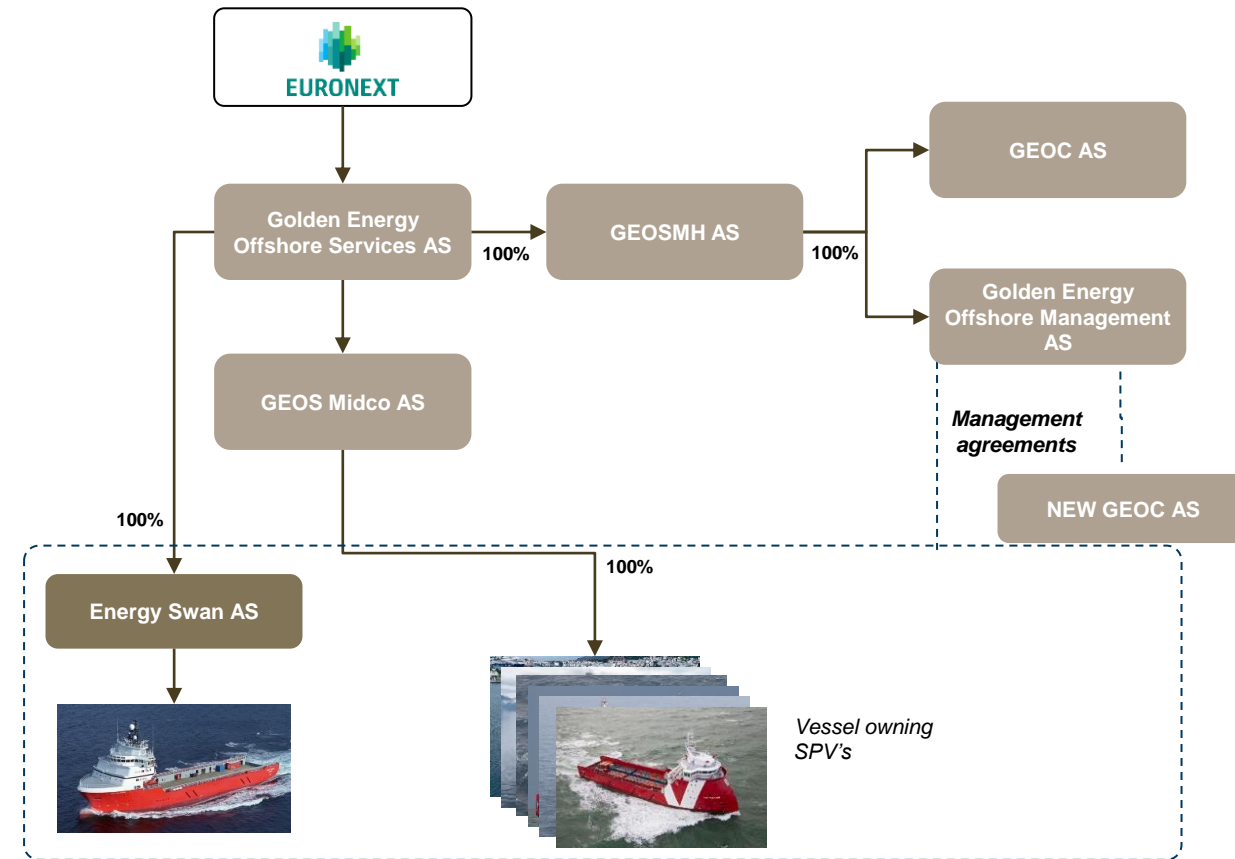 EURONEXT
GEOC AS
Golden Energy
Offshore Services AS
100%
GEOSMH AS
100%
Golden Energy
Offshore Management
AS
GEOS Midco AS
Management
agreements
NEW GEOC AS
100%
100%
Energy Swan AS
Vessel owning
SPV's